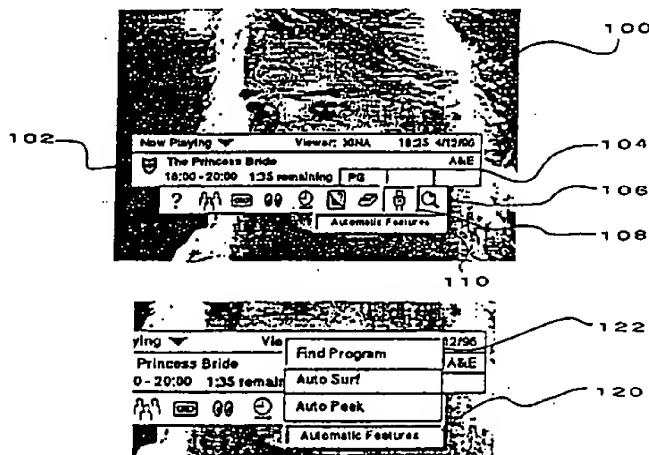 100
102
Now Playing Viewer: XINA 18:25 4/12/96
104
The Princess Bride A&E
18:00 - 20:00 1:35 remaining PG
?
106
Automatic Features
108
110
ying Vie 12/96
122
Find Program
Princess Bride A&E
0 - 20:00 1:35 remain
Auto Surf
Auto Peek
120
Automatic Features